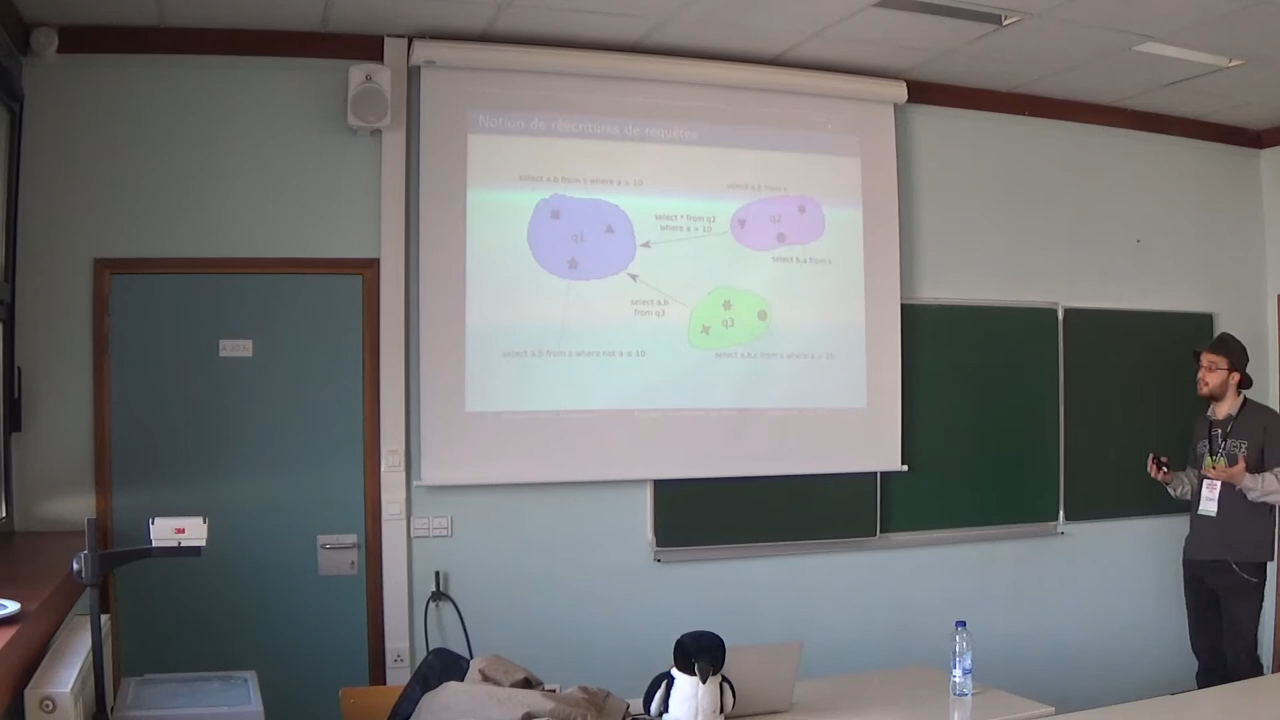 Notion de réécritures de requêtes
select a,b from s where a > 10
select a,b from s
q1
select * from q2
where a > 10
q2
select b,a from s
select a,b
from q3
q3
select a,b from s where not a ≤ 10
select a,b,c from s where a > 10
3M